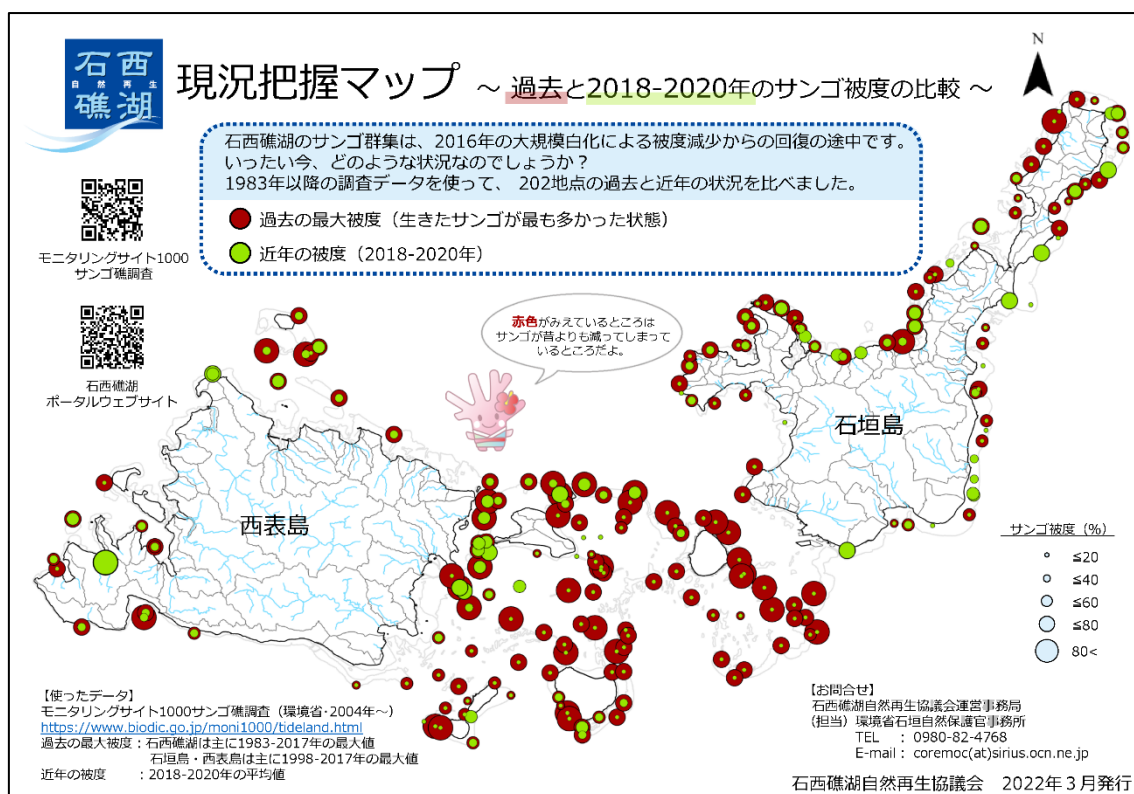 石西
自然再生
礁湖
現況把握マップ ～ 過去と2018-2020年のサンゴ被度の比較 ～
N
石西礁湖のサンゴ群集は、2016年の大規模白化による被度減少からの回復の途中です。
いったい今、どのような状況なのでしょうか？
1983年以降の調査データを使って、 202地点の過去と近年の状況を比べました。
過去の最大被度（生きたサンゴが最も多かった状態）
近年の被度（2018-2020年）
モニタリングサイト1000
サンゴ礁調査
石西礁湖
ポータルウェブサイト
赤色がみえているところは
サンゴが昔よりも減ってしまって
いるところだよ。
石垣島
西表島
サンゴ被度（%）
≦20
≦40
≦60
≦80
80<
【使ったデータ】
モニタリングサイト1000サンゴ礁調査（環境省・2004年～）
https://www.biodic.go.jp/moni1000/tideland.html
過去の最大被度：石西礁湖は主に1983-2017年の最大値
石垣島・西表島は主に1998-2017年の最大値
近年の被度 ：2018-2020年の平均値
【お問合せ】
石西礁湖自然再生協議会運営事務局
（担当）環境省石垣自然保護官事務所
TEL ：0980-82-4768
E-mail：coremoc(at)sirius.ocn.ne.jp
石西礁湖自然再生協議会 2022年３月発行